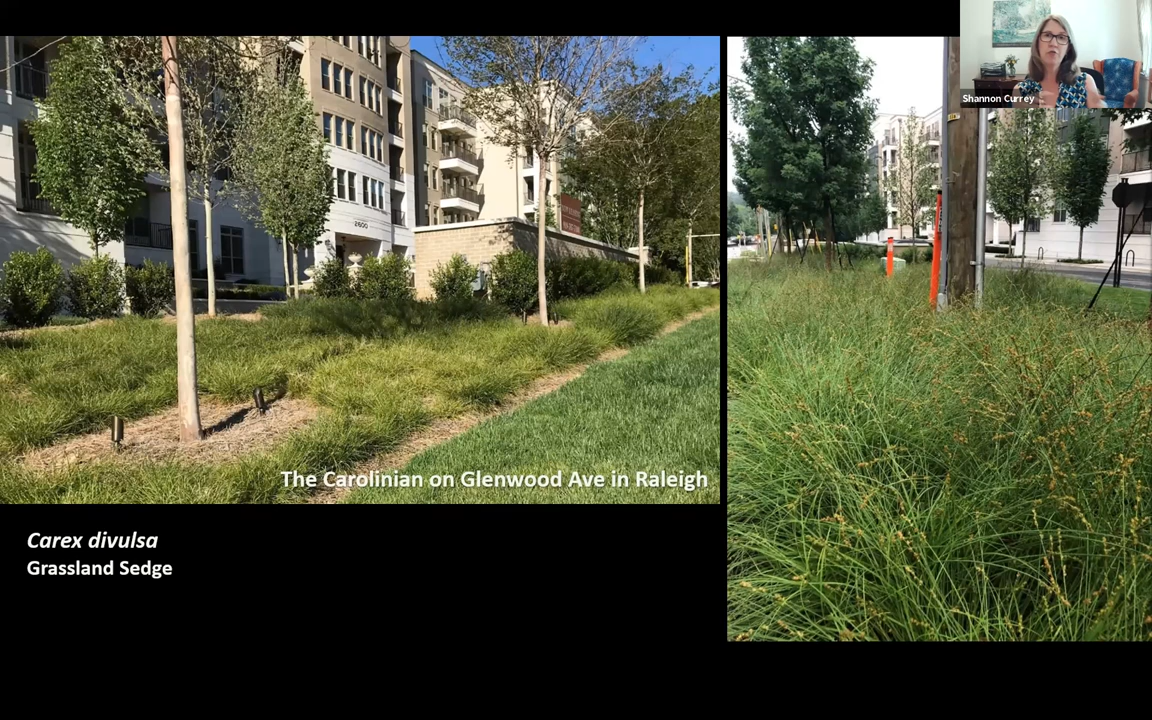 Shannon Currey
2600
The Carolinian on Glenwood Ave in Raleigh
Carex divulsa
Grassland Sedge